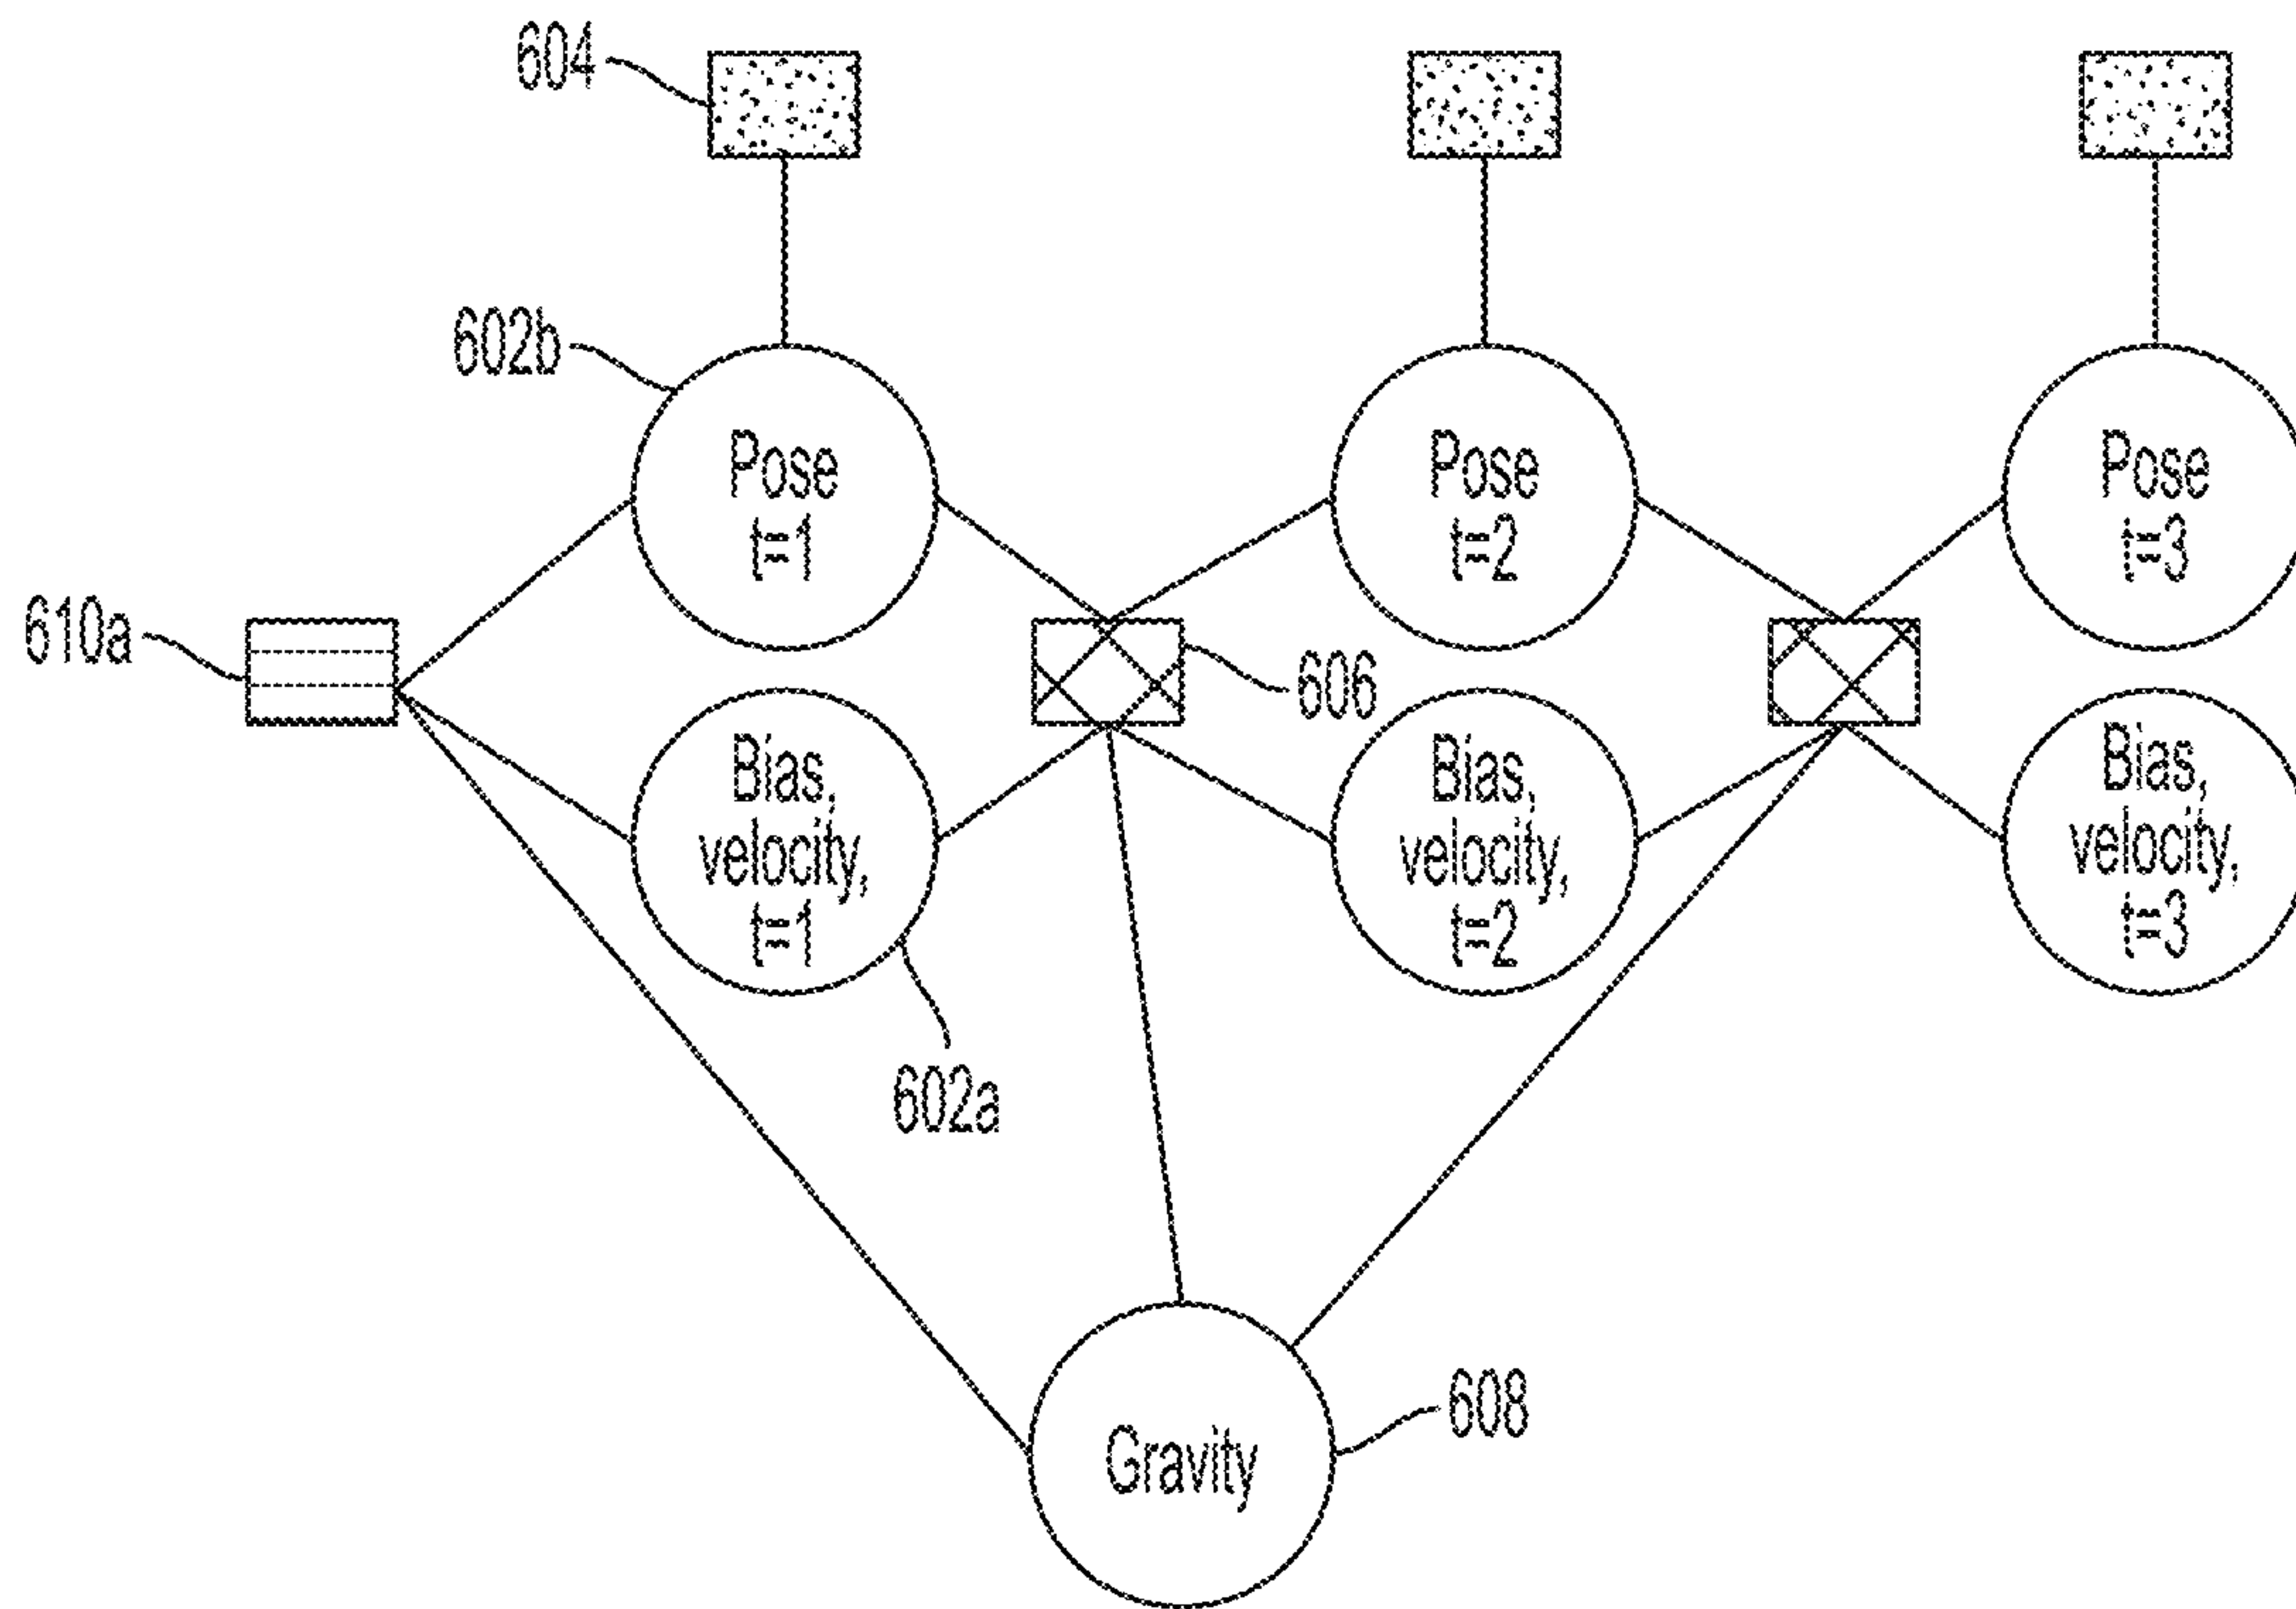 604
602b
Pose
t=1
Pose
t=2
Pose
t=3
610a
606
Bias,
velocity,
t=1
Bias,
velocity,
t=2
Bias,
velocity,
t=3
602a
Gravity
608